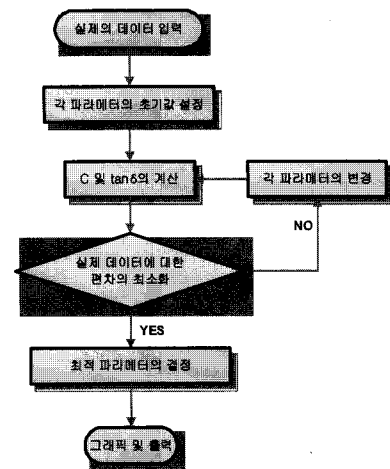 실제의 데이터 입력
각 파라메터의 초기값 설정
C 및 tanδ의 계산
각 파라메터의 변경
NO
실제 데이터에 대한
편차의 최소화
YES
최적 파라메터의 결정
그래픽 및 출력